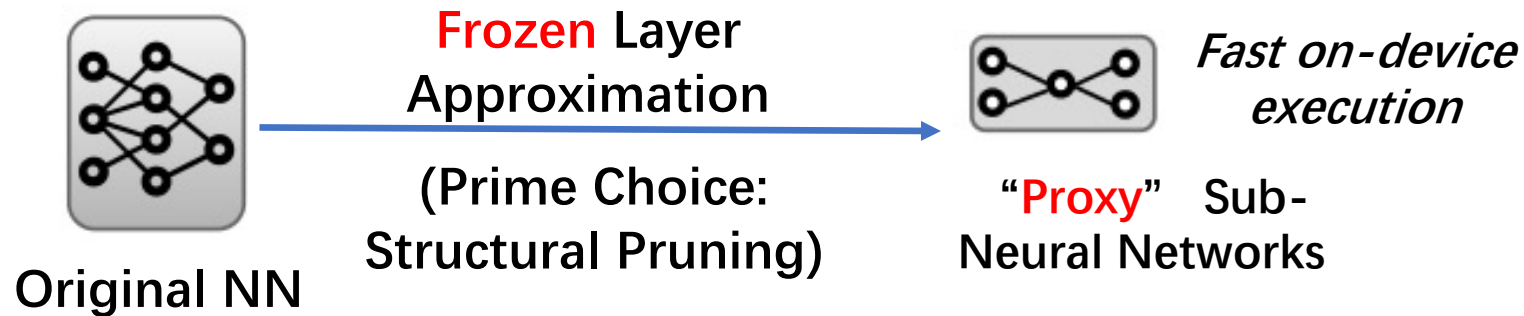 Frozen Layer
Approximation
(Prime Choice:
Structural Pruning)
Original NN
Fast on-device
execution
“Proxy” Sub-
Neural Networks